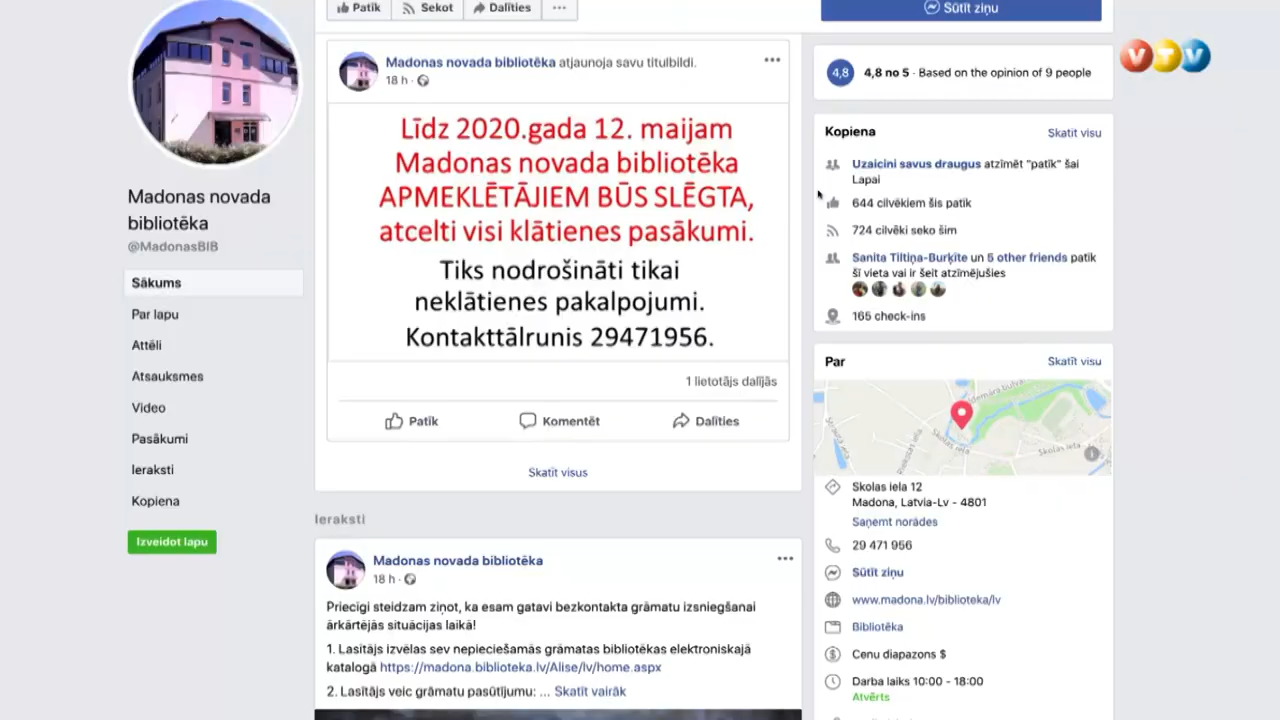 Patīk
Sekot
Dalīties
Sūtīt ziņu
VTV
Madonas novada
bibliotēka
@MadonasBIB
Sākums
Par lapu
Attēli
Atsauksmes
Video
Pasākumi
Ieraksti
Kopiena
Izveidot lapu
Madonas novada bibliotēka atjaunoja savu titulbildi.
18 h ·
Līdz 2020.gada 12. maijam
Madonas novada bibliotēka
APMEKLĒTĀJIEM BŪS SLĒGTA,
atcelti visi klātienes pasākumi.
Tiks nodrošināti tikai
neklātienes pakalpojumi.
Kontakttālrunis 29471956.
1 lietotājs dalījās
Patīk
Komentēt
Dalīties
Skatīt visus
Ieraksti
Madonas novada bibliotēka
18 h ·
Priecīgi steidzam ziņot, ka esam gatavi bezkontakta grāmatu izsniegšanai
ārkārtējās situācijas laikā!
1. Lasītājs izvēlas sev nepieciešamās grāmatas bibliotēkas elektroniskajā
katalogā https://madona.biblioteka.lv/Alise/lv/home.aspx
2. Lasītājs veic grāmatu pasūtījumu: ... Skatīt vairāk
4,8
4,8 no 5 · Based on the opinion of 9 people
Kopiena
Skatīt visu
Uzaicini savus draugus atzīmēt "patīk" šai
Lapai
644 cilvēkiem šis patīk
724 cilvēki seko šim
Sanita Tiltiņa-Burķīte un 5 other friends patīk
šī vieta vai ir šeit atzīmējušies
165 check-ins
Par
Skatīt visu
Skolas iela
Skolas iela
Skolas iela 12
Madona, Latvia-Lv - 4801
Saņemt norādes
29 471 956
Sūtīt ziņu
www.madona.lv/biblioteka/lv
Bibliotēka
Cenu diapazons $
Darba laiks 10:00 - 18:00
Atvērts